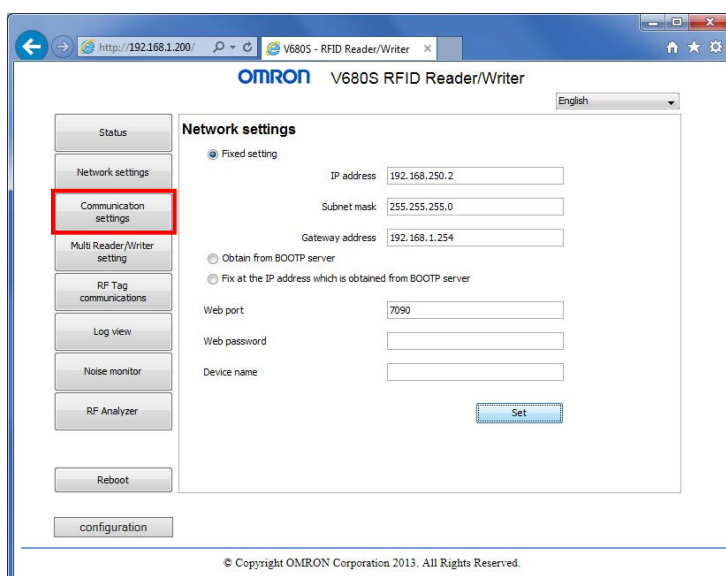 http://192.168.1.200/
V680S - RFID Reader/Writer
OMRON V680S RFID Reader/Writer
English
Status
Network settings
Communication
settings
Multi Reader/Writer
setting
RF Tag
communications
Log view
Noise monitor
RF Analyzer
Reboot
configuration
Network settings
Fixed setting
IP address 192.168.250.2
Subnet mask 255.255.255.0
Gateway address 192.168.1.254
Obtain from BOOTP server
Fix at the IP address which is obtained from BOOTP server
Web port 7090
Web password
Device name
Set
© Copyright OMRON Corporation 2013. All Rights Reserved.